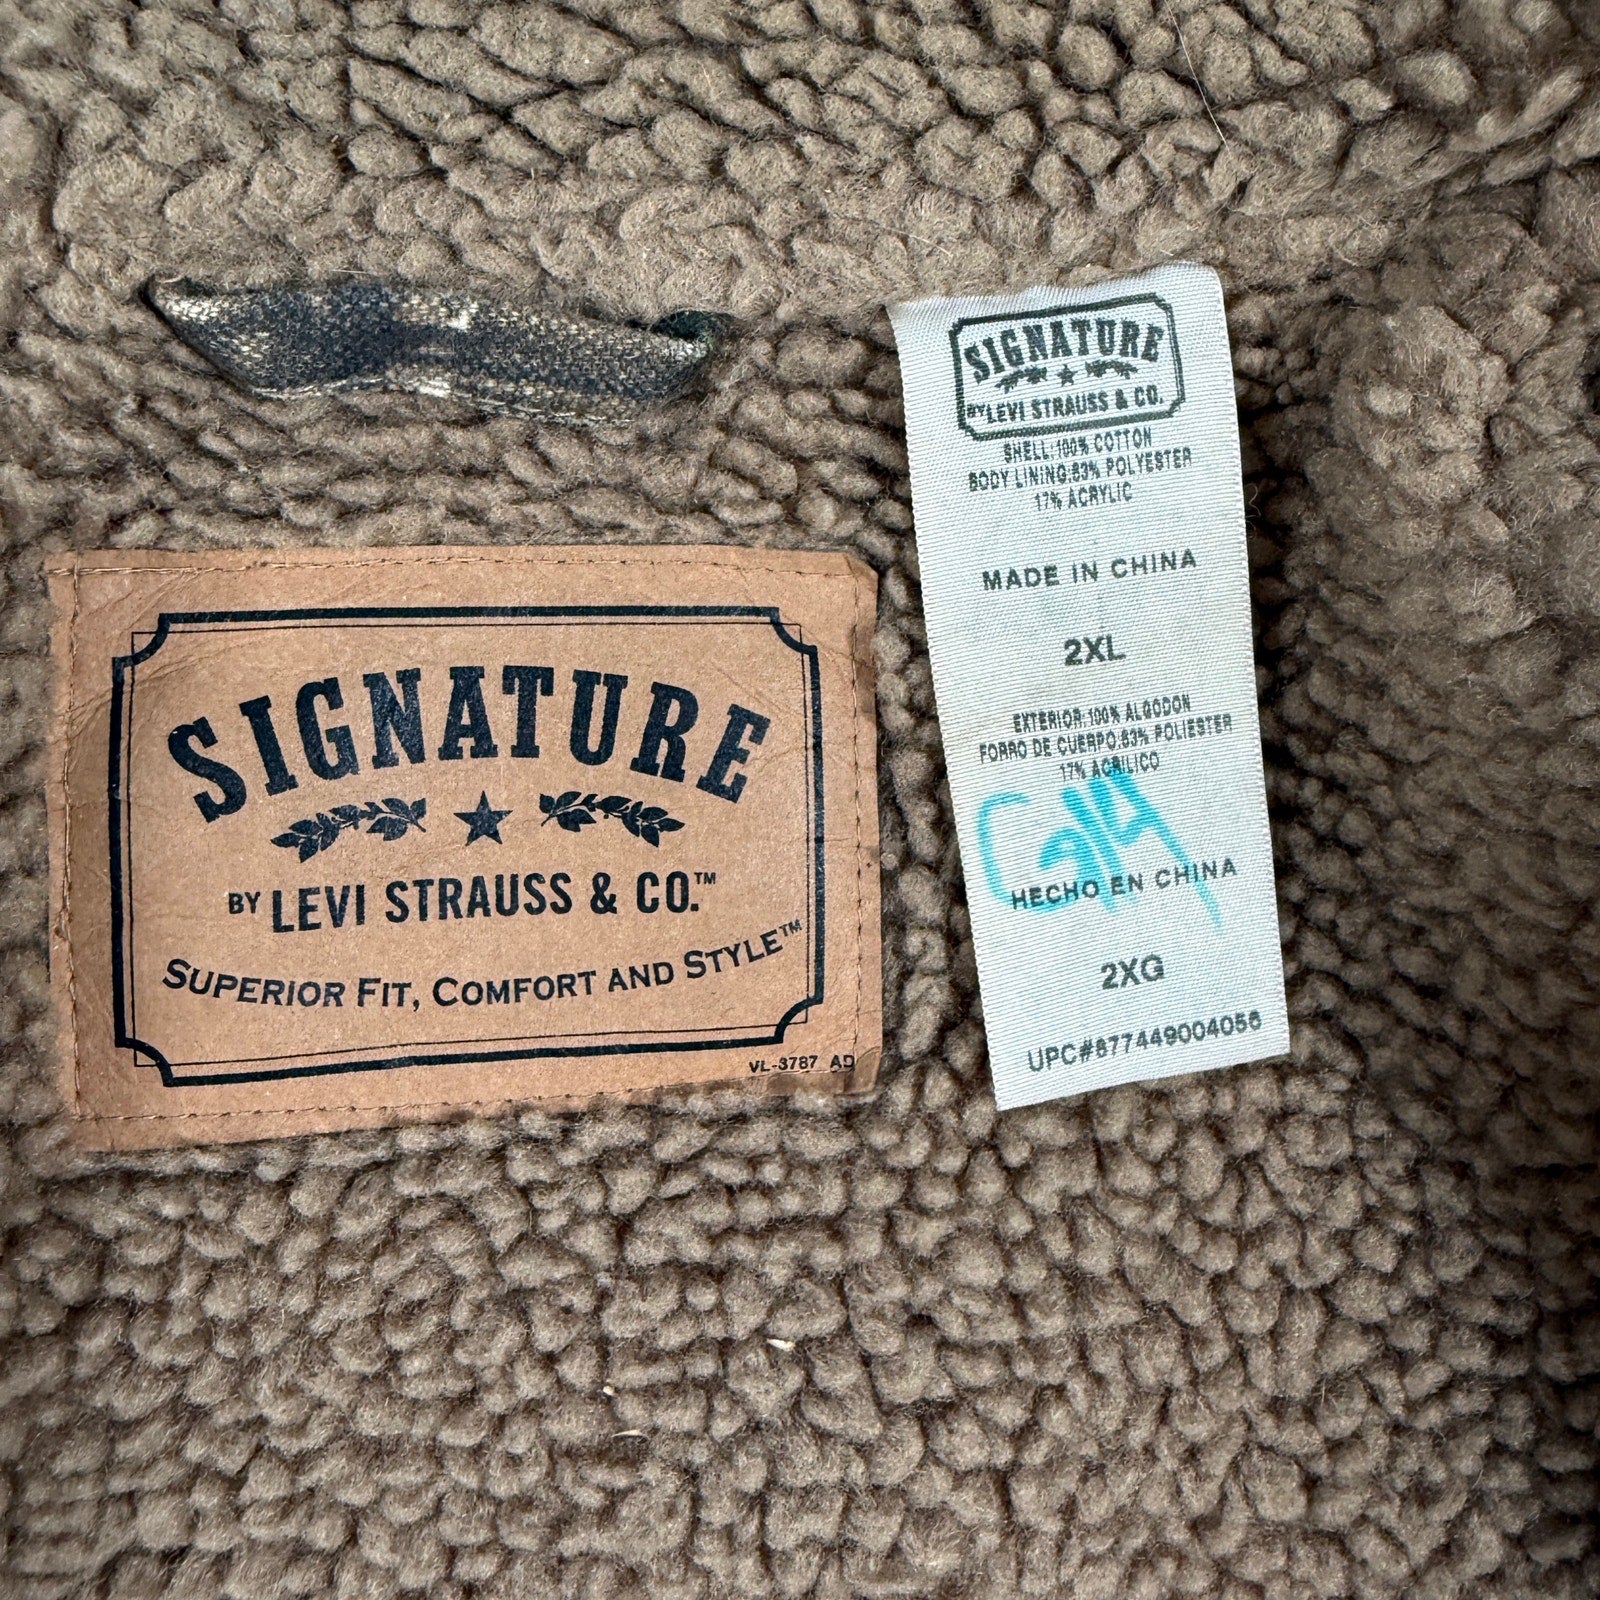 SIGNATURE
BY LEVI STRAUSS & CO.™
SUPERIOR FIT, COMFORT AND STYLE™
VL-3787 AD
SIGNATURE
BY LEVI STRAUSS & CO.
SHELL:100% COTTON
BODY LINING:83% POLYESTER
17% ACRYLIC
MADE IN CHINA
2XL
EXTERIOR:100% ALGODON
FORRO DE CUERPO:83% POLIESTER
17% ACRILICO
HECHO EN CHINA
2XG
UPC#877449004056